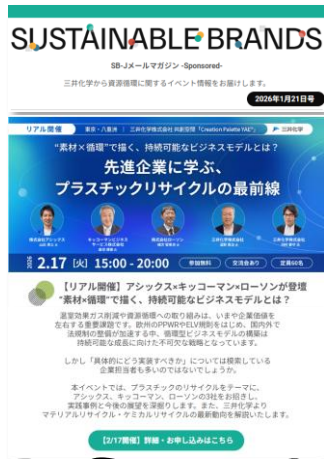 SUSTAINABLE BRANDS
SB-Jメールマガジン -Sponsored-
三井化学から資源循環に関するイベント情報をお届けします。
2026年1月21日号
リアル開催 東京・八重洲 三井化学株式会社 共創空間「Creation Palette YAE」 三井化学
“素材×循環”で描く、持続可能なビジネスモデルとは？
先進企業に学ぶ、
プラスチックリサイクルの最前線
株式会社アシックス
キッコーマンビジネスサービス株式会社
株式会社ローソン
三井化学株式会社
三井化学株式会社
2026 2.17 [火] 15:00 - 20:00 参加無料 交流会あり 定員60名
【リアル開催】アシックス×キッコーマン×ローソンが登壇
“素材×循環”で描く、持続可能なビジネスモデルとは？
温室効果ガス削減や資源循環への取り組みは、いまや企業価値を
左右する重要課題です。欧州のPPWRやELV規則をはじめ、国内外で
法規制の整備が加速する中、循環型ビジネスモデルの構築は
持続可能な成長に向けた不可欠な戦略となっています。
しかし「具体的にどう実装すべきか」については模索している
企業担当者も多いのではないでしょうか。
本イベントでは、プラスチックのリサイクルをテーマに、
アシックス、キッコーマン、ローソンの3社をお招きし、
実践事例と今後の展望を深掘りします。また、三井化学より
マテリアルリサイクル・ケミカルリサイクルの最新動向を解説いたします。
【2/17開催】詳細・お申し込みはこちら